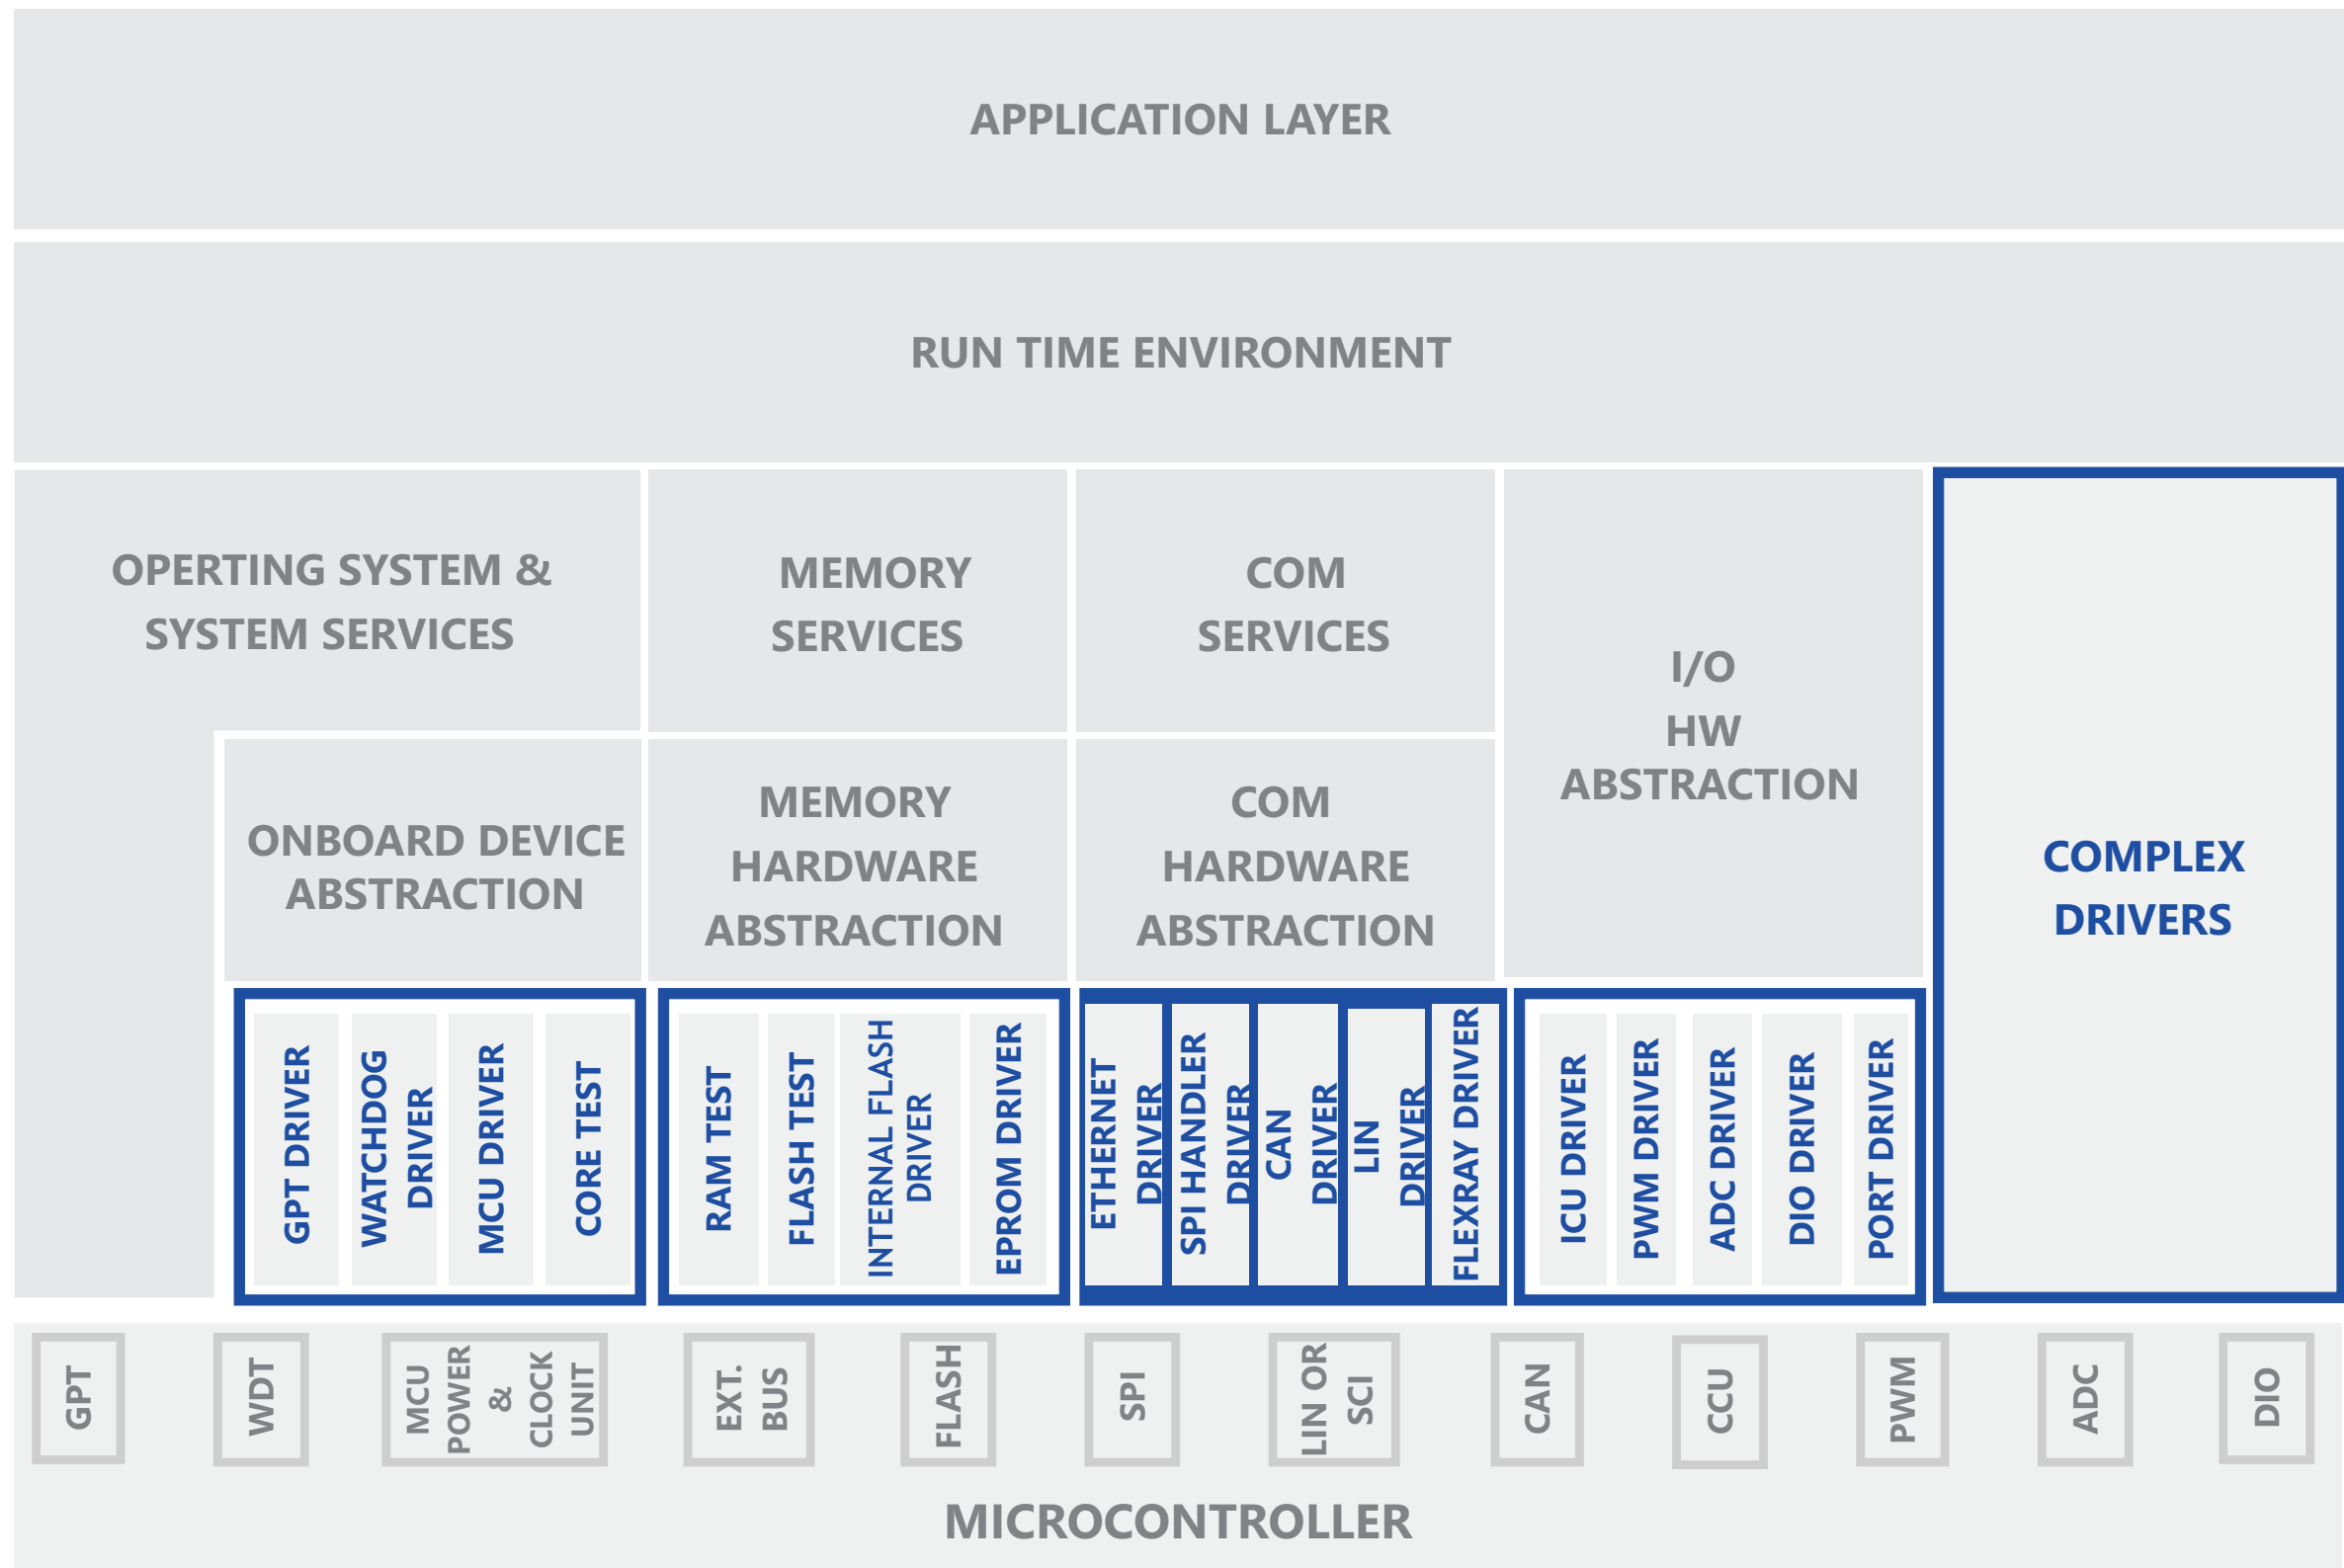 APPLICATION LAYER
RUN TIME ENVIRONMENT
OPERTING SYSTEM &
SYSTEM SERVICES
MEMORY
SERVICES
COM
SERVICES
I/O
HW
ABSTRACTION
COMPLEX
DRIVERS
ONBOARD DEVICE
ABSTRACTION
MEMORY
HARDWARE
ABSTRACTION
COM
HARDWARE
ABSTRACTION
GPT DRIVER
WATCHDOG
DRIVER
MCU DRIVER
CORE TEST
RAM TEST
FLASH TEST
INTERNAL FLASH
DRIVER
EPROM DRIVER
ETHERNET
DRIVER
SPI HANDLER
DRIVER
CAN
DRIVER
LIN
DRIVER
FLEXRAY DRIVER
ICU DRIVER
PWM DRIVER
ADC DRIVER
DIO DRIVER
PORT DRIVER
GPT
WDT
MCU
POWER
&
CLOCK
UNIT
EXT.
BUS
FLASH
SPI
LIN OR
SCI
CAN
CCU
PWM
ADC
DIO
MICROCONTROLLER